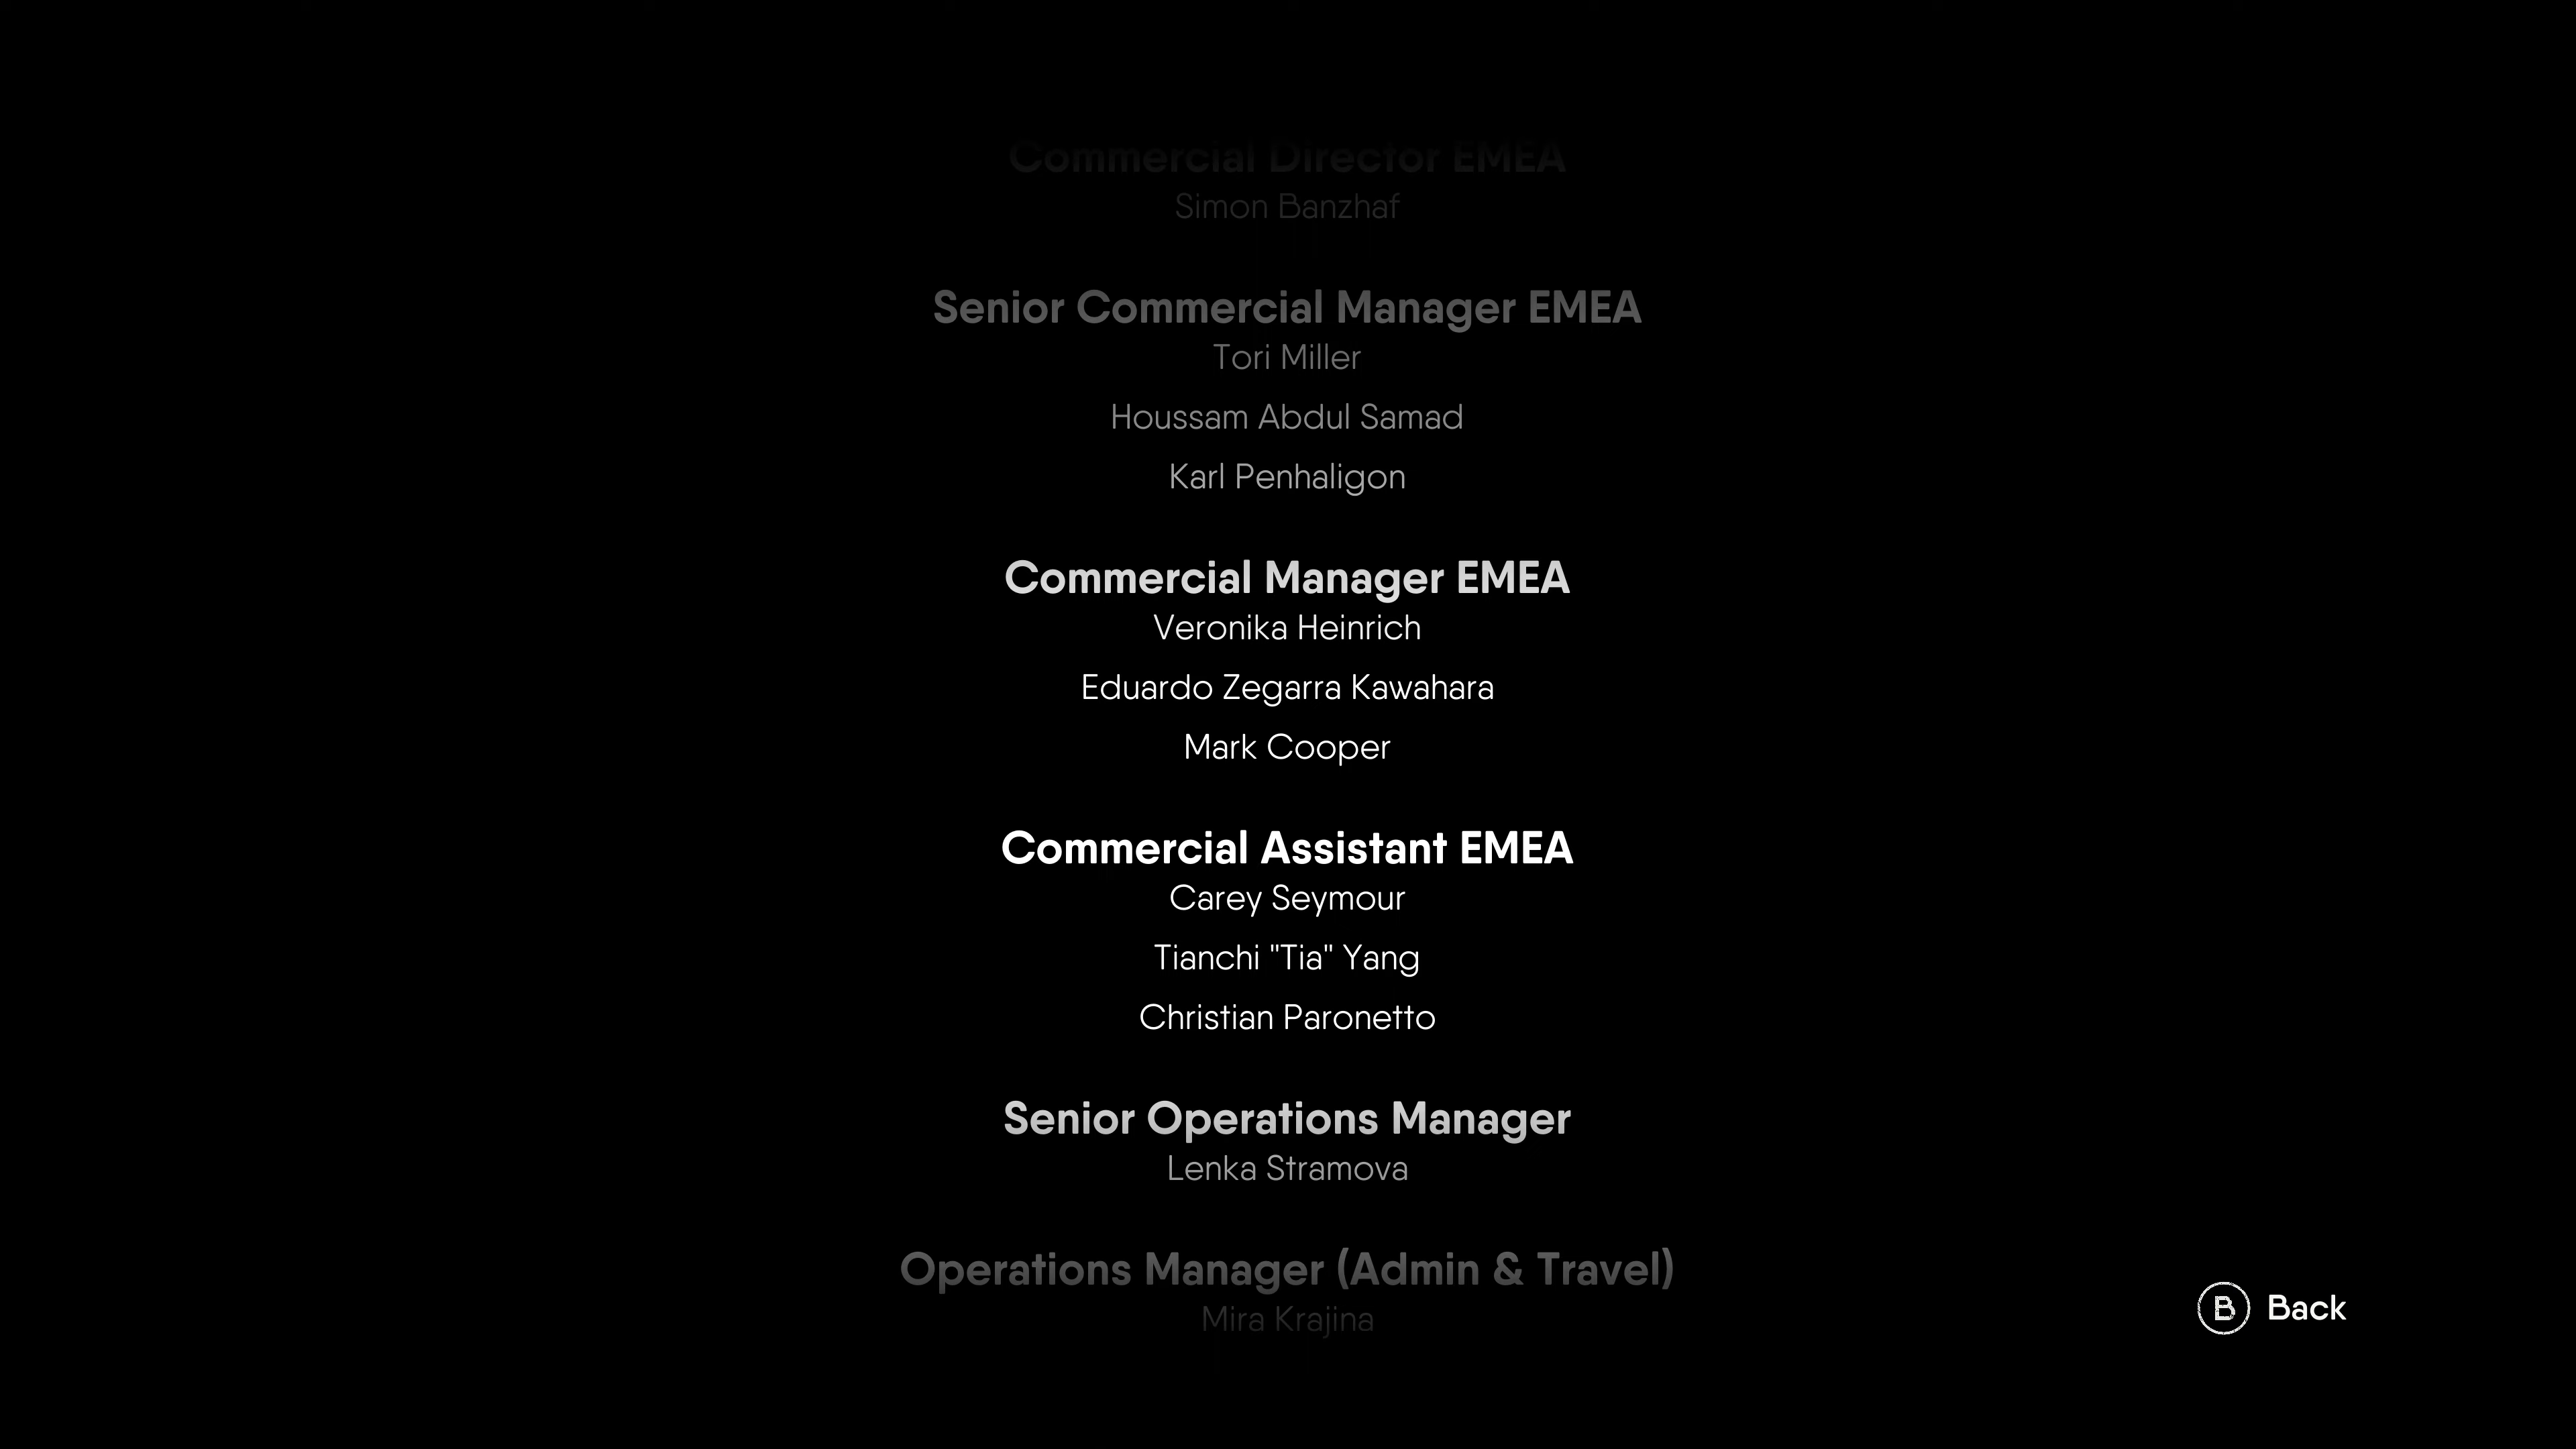 Commercial Director EMEA
Simon Banzhaf
Senior Commercial Manager EMEA
Tori Miller
Houssam Abdul Samad
Karl Penhaligon
Commercial Manager EMEA
Veronika Heinrich
Eduardo Zegarra Kawahara
Mark Cooper
Commercial Assistant EMEA
Carey Seymour
Tianchi "Tia" Yang
Christian Paronetto
Senior Operations Manager
Lenka Stramova
Operations Manager (Admin & Travel)
Mira Krajina
B Back